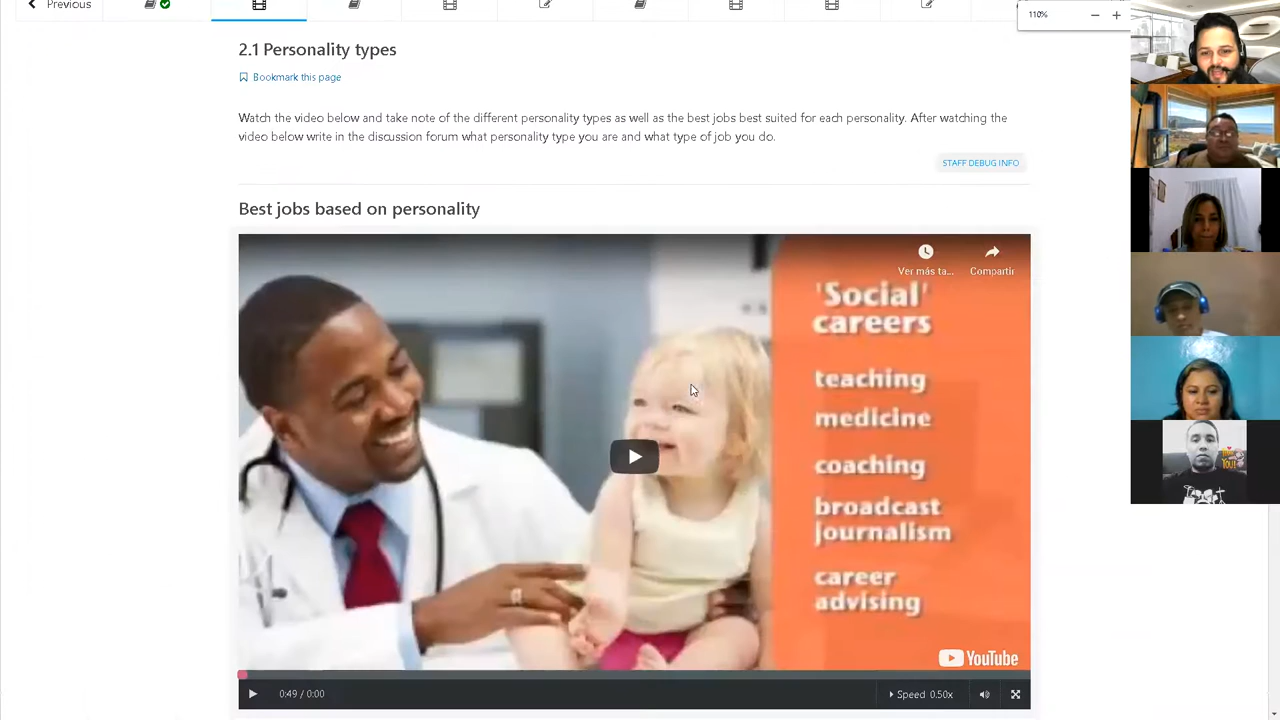 Previous
110%
2.1 Personality types
Bookmark this page
Watch the video below and take note of the different personality types as well as the best jobs best suited for each personality. After watching the
video below write in the discussion forum what personality type you are and what type of job you do.
STAFF DEBUG INFO
Best jobs based on personality
Ver más ta...
Compartir
'Social'
careers
teaching
medicine
coaching
broadcast
journalism
career
advising
YouTube
0:49 / 0:00
Speed 0.50x